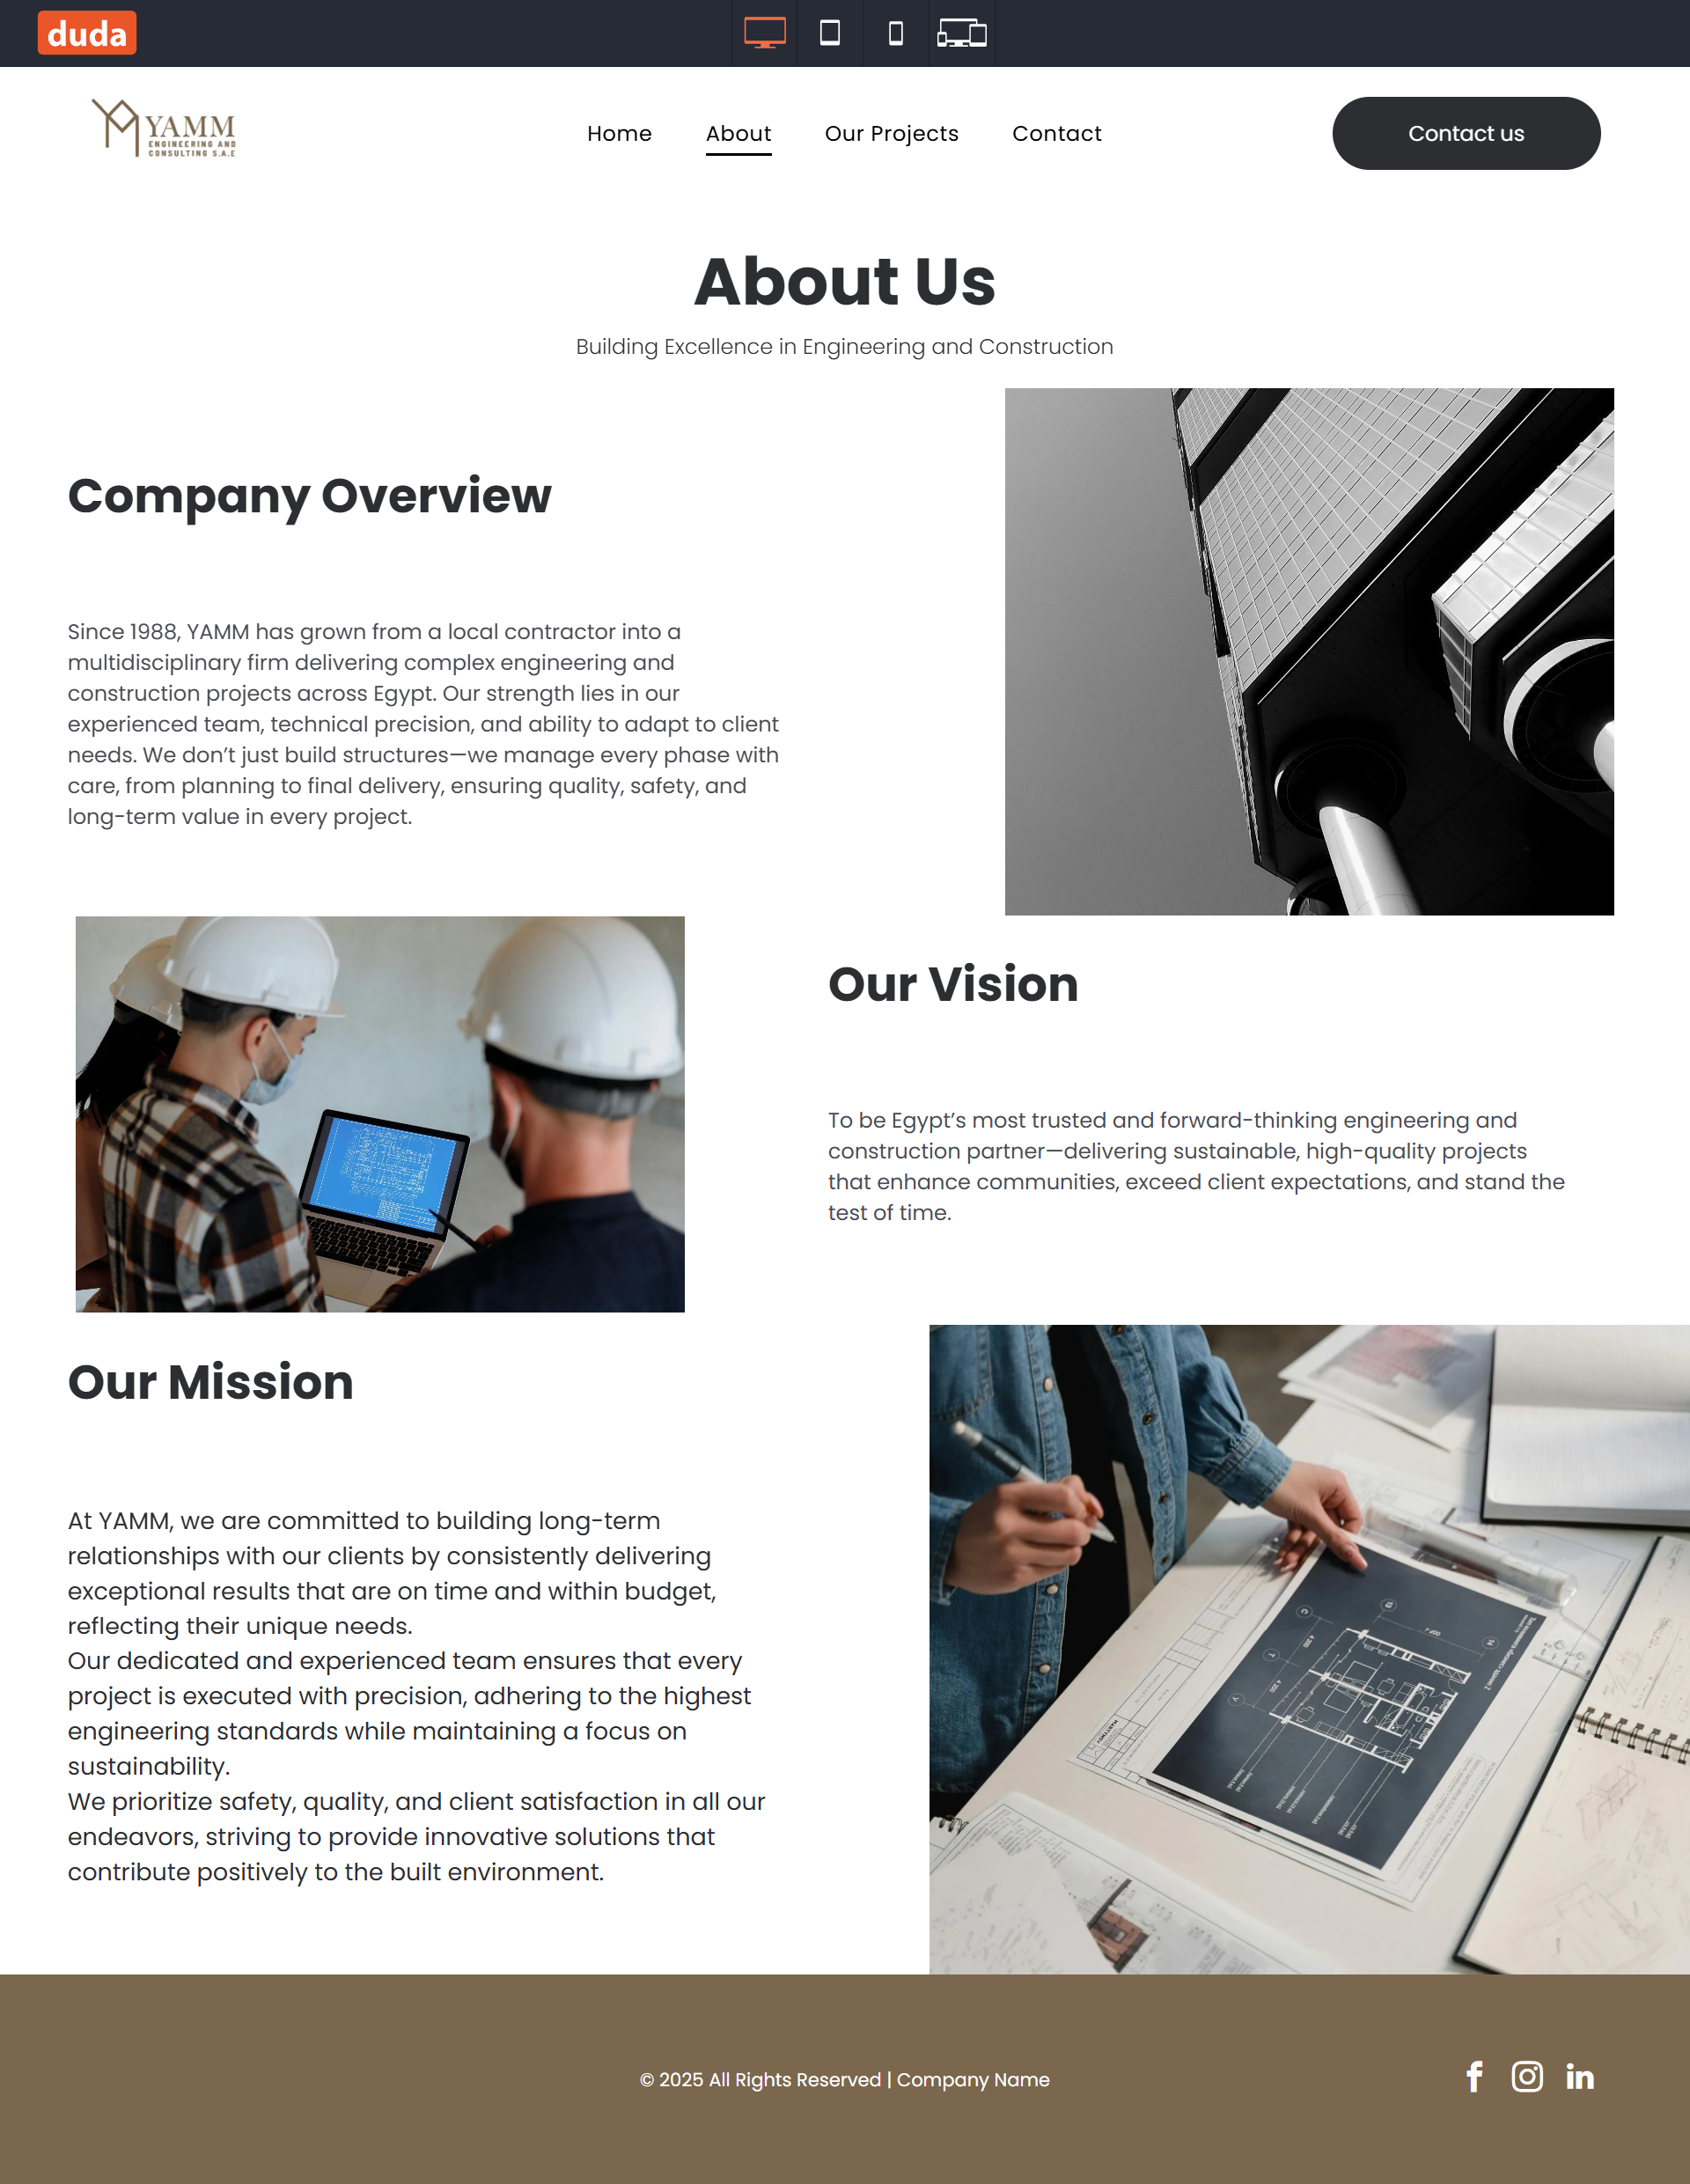 duda
YAMM
ENGINEERING AND
CONSULTING S.A.E
Home
About
Our Projects
Contact
Contact us
About Us
Building Excellence in Engineering and Construction
Company Overview
Since 1988, YAMM has grown from a local contractor into a
multidisciplinary firm delivering complex engineering and
construction projects across Egypt. Our strength lies in our
experienced team, technical precision, and ability to adapt to client
needs. We don’t just build structures—we manage every phase with
care, from planning to final delivery, ensuring quality, safety, and
long-term value in every project.
Our Vision
To be Egypt’s most trusted and forward-thinking engineering and
construction partner—delivering sustainable, high-quality projects
that enhance communities, exceed client expectations, and stand the
test of time.
Our Mission
At YAMM, we are committed to building long-term
relationships with our clients by consistently delivering
exceptional results that are on time and within budget,
reflecting their unique needs.
Our dedicated and experienced team ensures that every
project is executed with precision, adhering to the highest
engineering standards while maintaining a focus on
sustainability.
We prioritize safety, quality, and client satisfaction in all our
endeavors, striving to provide innovative solutions that
contribute positively to the built environment.
© 2025 All Rights Reserved | Company Name